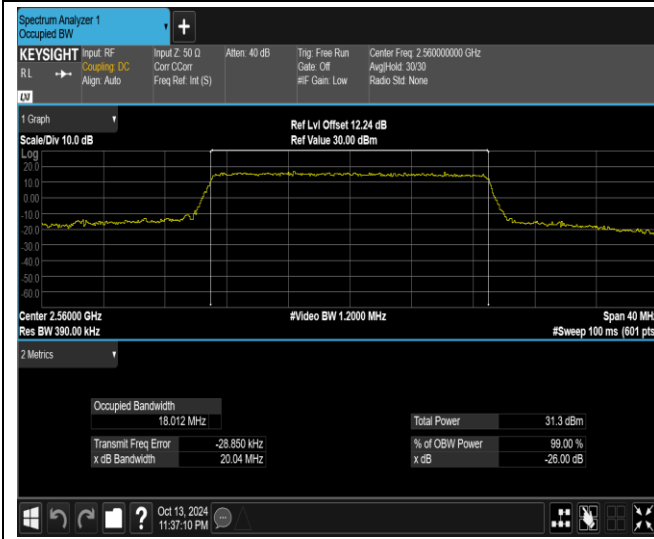 Spectrum Analyzer 1
Occupied BW
+
KEYSIGHT Input: RF Input Z: 50 Ω Atten: 40 dB Trig: Free Run Center Freq: 2.560000000 GHz
R L Coupling: DC Corr CCorr Gate: Off Avg|Hold: 30/30
Align: Auto Freq Ref: Int (S) #IF Gain: Low Radio Std: None
LXI
1 Graph Ref Lvl Offset 12.24 dB
Scale/Div 10.0 dB Ref Value 30.00 dBm
Log
20.0
10.0
0.00
-10.0
-20.0
-30.0
-40.0
-50.0
-60.0
Center 2.56000 GHz #Video BW 1.2000 MHz Span 40 MHz
Res BW 390.00 kHz #Sweep 100 ms (601 pts
2 Metrics
Occupied Bandwidth
18.012 MHz Total Power 31.3 dBm
Transmit Freq Error -28.850 kHz % of OBW Power 99.00 %
x dB Bandwidth 20.04 MHz x dB -26.00 dB
? Oct 13, 2024
11:37:10 PM